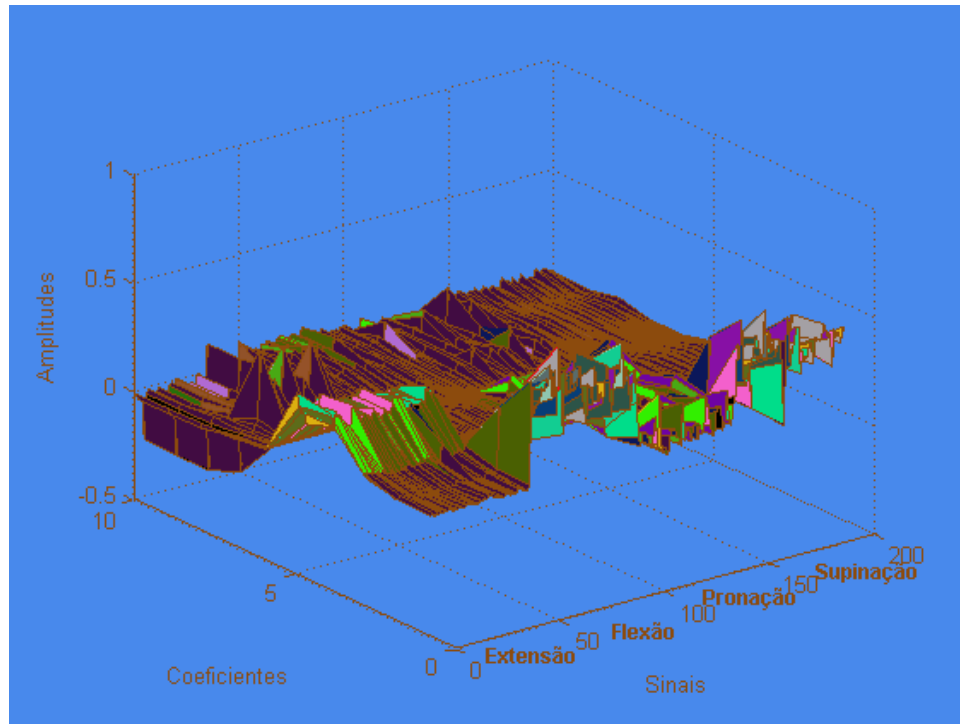 1
0.5
0
-0.5
10
5
0
0
50
100
150
200
Amplitudes
Coeficientes
Sinais
Extensão
Flexão
Pronação
Supinação